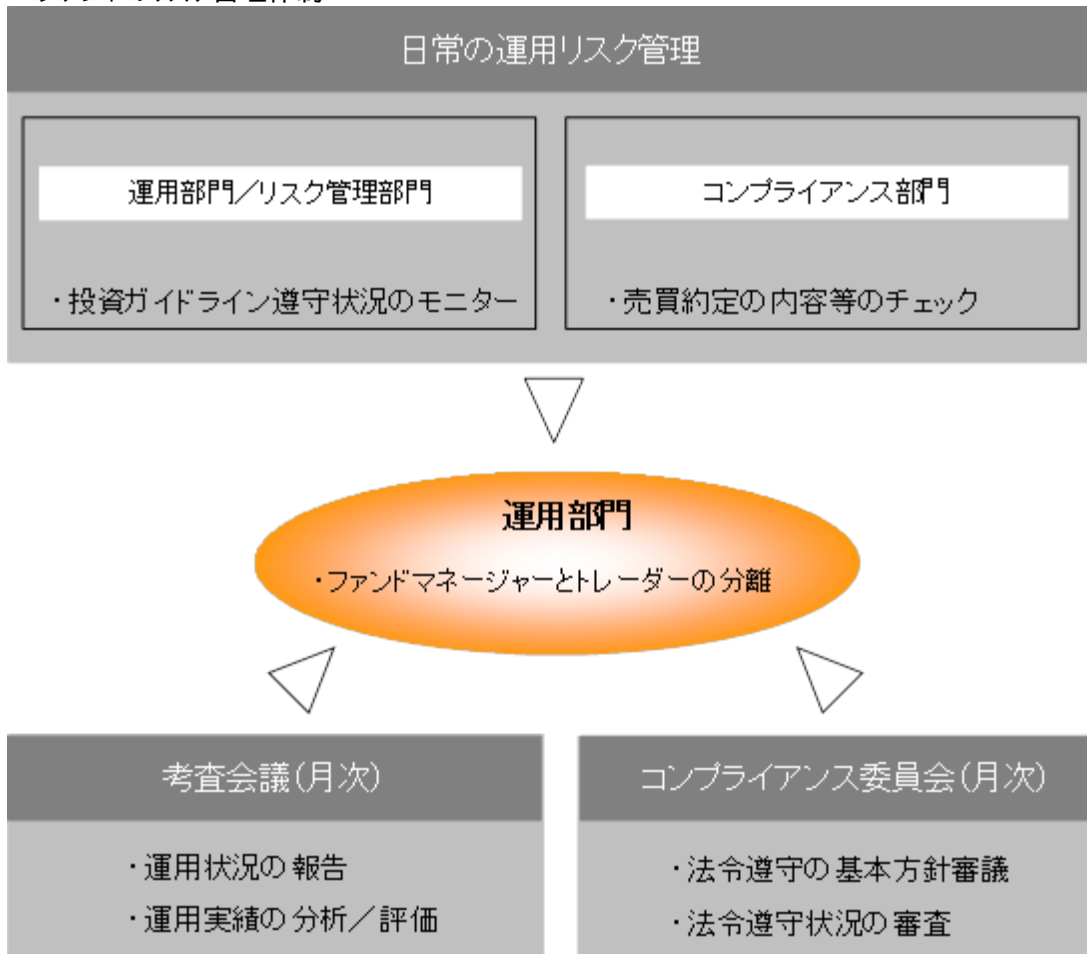 日常の運用リスク管理
運用部門／リスク管理部門
コンプライアンス部門
・投資ガイドライン遵守状況のモニター
・売買約定の内容等のチェック
運用部門
・ファンドマネージャーとトレーダーの分離
考査会議(月次)
コンプライアンス委員会(月次)
・運用状況の報告
・運用実績の分析／評価
・法令遵守の基本方針審議
・法令遵守状況の審査